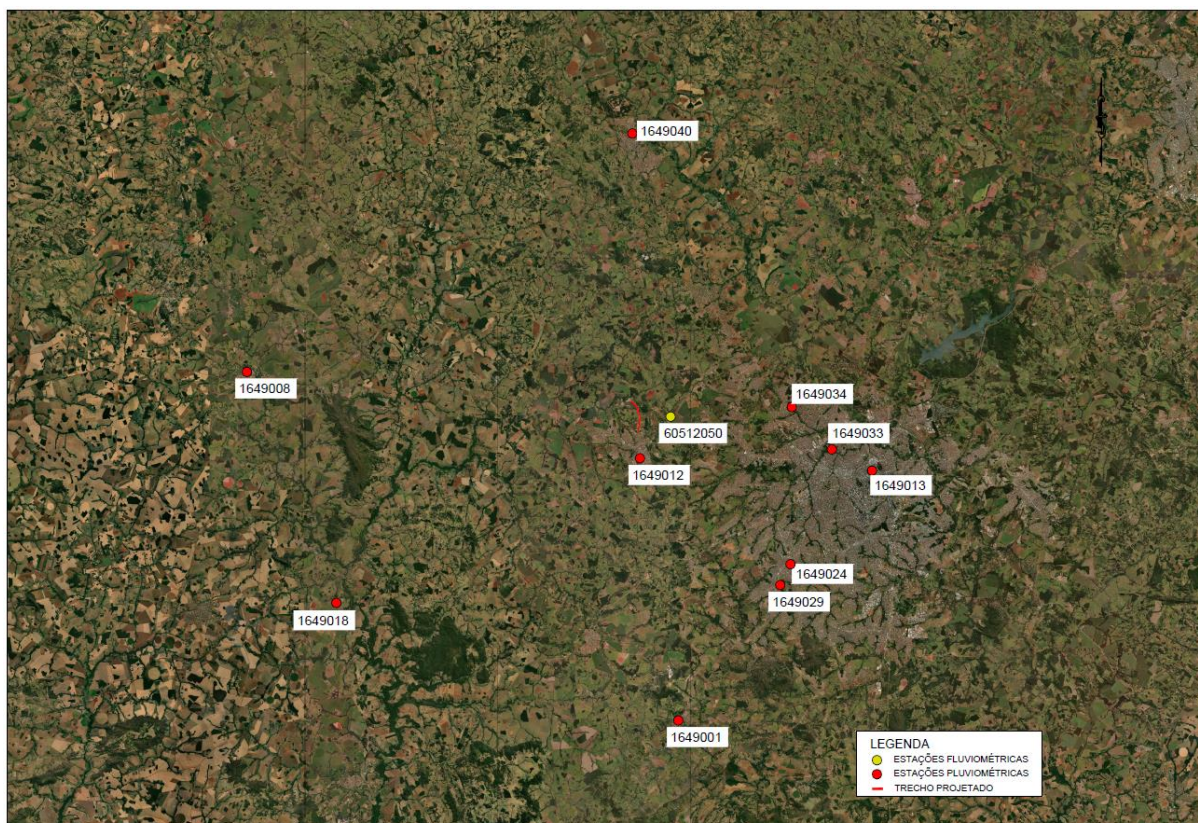 1649040
1649008
1649034
60512050
1649033
1649012
1649013
1649024
1649029
1649018
1649001
LEGENDA
ESTAÇÕES FLUVIOMÉTRICAS
ESTAÇÕES PLUVIOMÉTRICAS
TRECHO PROJETADO